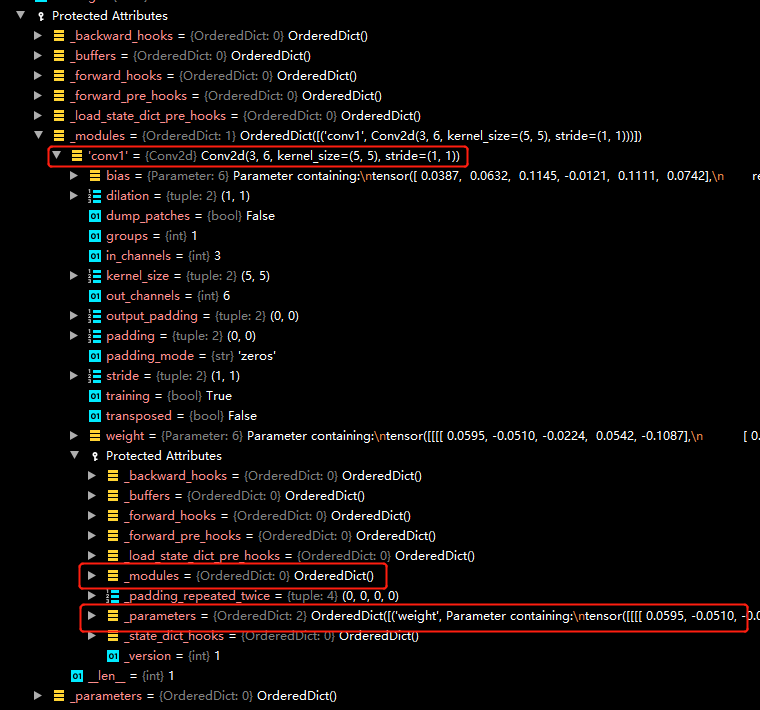 Protected Attributes
_backward_hooks = {OrderedDict: 0} OrderedDict()
_buffers = {OrderedDict: 0} OrderedDict()
_forward_hooks = {OrderedDict: 0} OrderedDict()
_forward_pre_hooks = {OrderedDict: 0} OrderedDict()
_load_state_dict_pre_hooks = {OrderedDict: 0} OrderedDict()
_modules = {OrderedDict: 1} OrderedDict([('conv1', Conv2d(3, 6, kernel_size=(5, 5), stride=(1, 1)))])
'conv1' = {Conv2d} Conv2d(3, 6, kernel_size=(5, 5), stride=(1, 1))
bias = {Parameter: 6} Parameter containing:\ntensor([ 0.0387,  0.0632,  0.1145, -0.0121,  0.1111,  0.0742],\n       re
dilation = {tuple: 2} (1, 1)
dump_patches = {bool} False
groups = {int} 1
in_channels = {int} 3
kernel_size = {tuple: 2} (5, 5)
out_channels = {int} 6
output_padding = {tuple: 2} (0, 0)
padding = {tuple: 2} (0, 0)
padding_mode = {str} 'zeros'
stride = {tuple: 2} (1, 1)
training = {bool} True
transposed = {bool} False
weight = {Parameter: 6} Parameter containing:\ntensor([[[[ 0.0595, -0.0510, -0.0224,  0.0542, -0.1087],\n          [ 0.
Protected Attributes
_backward_hooks = {OrderedDict: 0} OrderedDict()
_buffers = {OrderedDict: 0} OrderedDict()
_forward_hooks = {OrderedDict: 0} OrderedDict()
_forward_pre_hooks = {OrderedDict: 0} OrderedDict()
_load_state_dict_pre_hooks = {OrderedDict: 0} OrderedDict()
_modules = {OrderedDict: 0} OrderedDict()
_padding_repeated_twice = {tuple: 4} (0, 0, 0, 0)
_parameters = {OrderedDict: 2} OrderedDict([('weight', Parameter containing:\ntensor([[[[ 0.0595, -0.0510, -0.0
_state_dict_hooks = {OrderedDict: 0} OrderedDict()
_version = {int} 1
__len__ = {int} 1
_parameters = {OrderedDict: 0} OrderedDict()